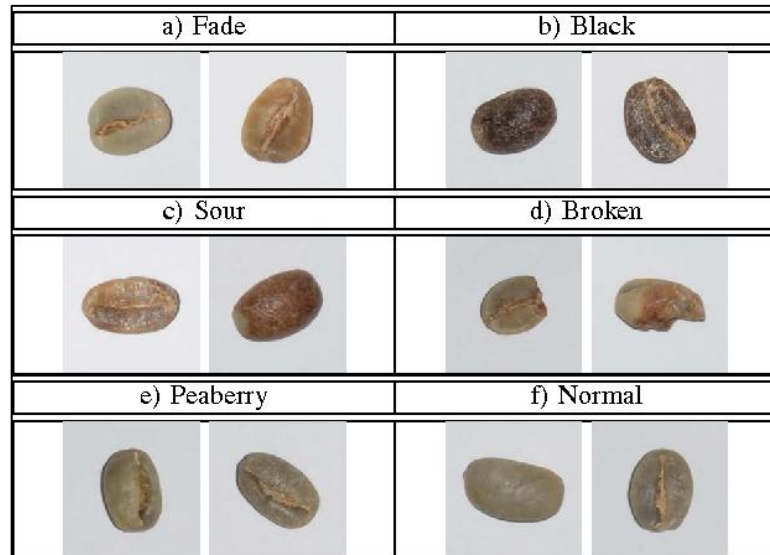 a) Fade
b) Black
c) Sour
d) Broken
e) Peaberry
f) Normal